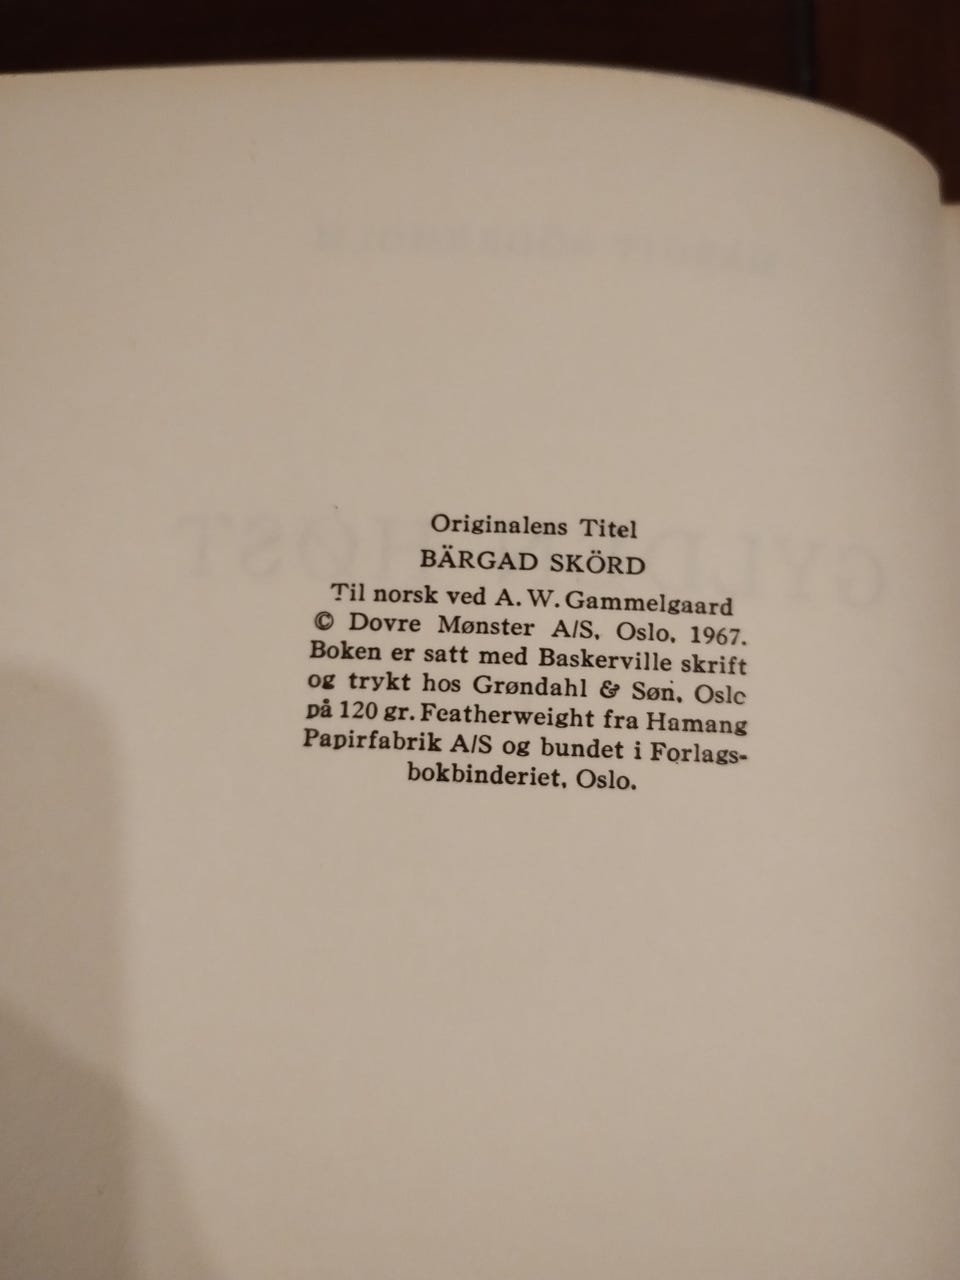 Originalens Titel
BÄRGAD SKÖRD
Til norsk ved A. W. Gammelgaard
© Dovre Mønster A/S, Oslo, 1967.
Boken er satt med Baskerville skrift
og trykt hos Grøndahl & Søn, Oslo
på 120 gr. Featherweight fra Hamang
Papirfabrik A/S og bundet i Forlags-
bokbinderiet, Oslo.